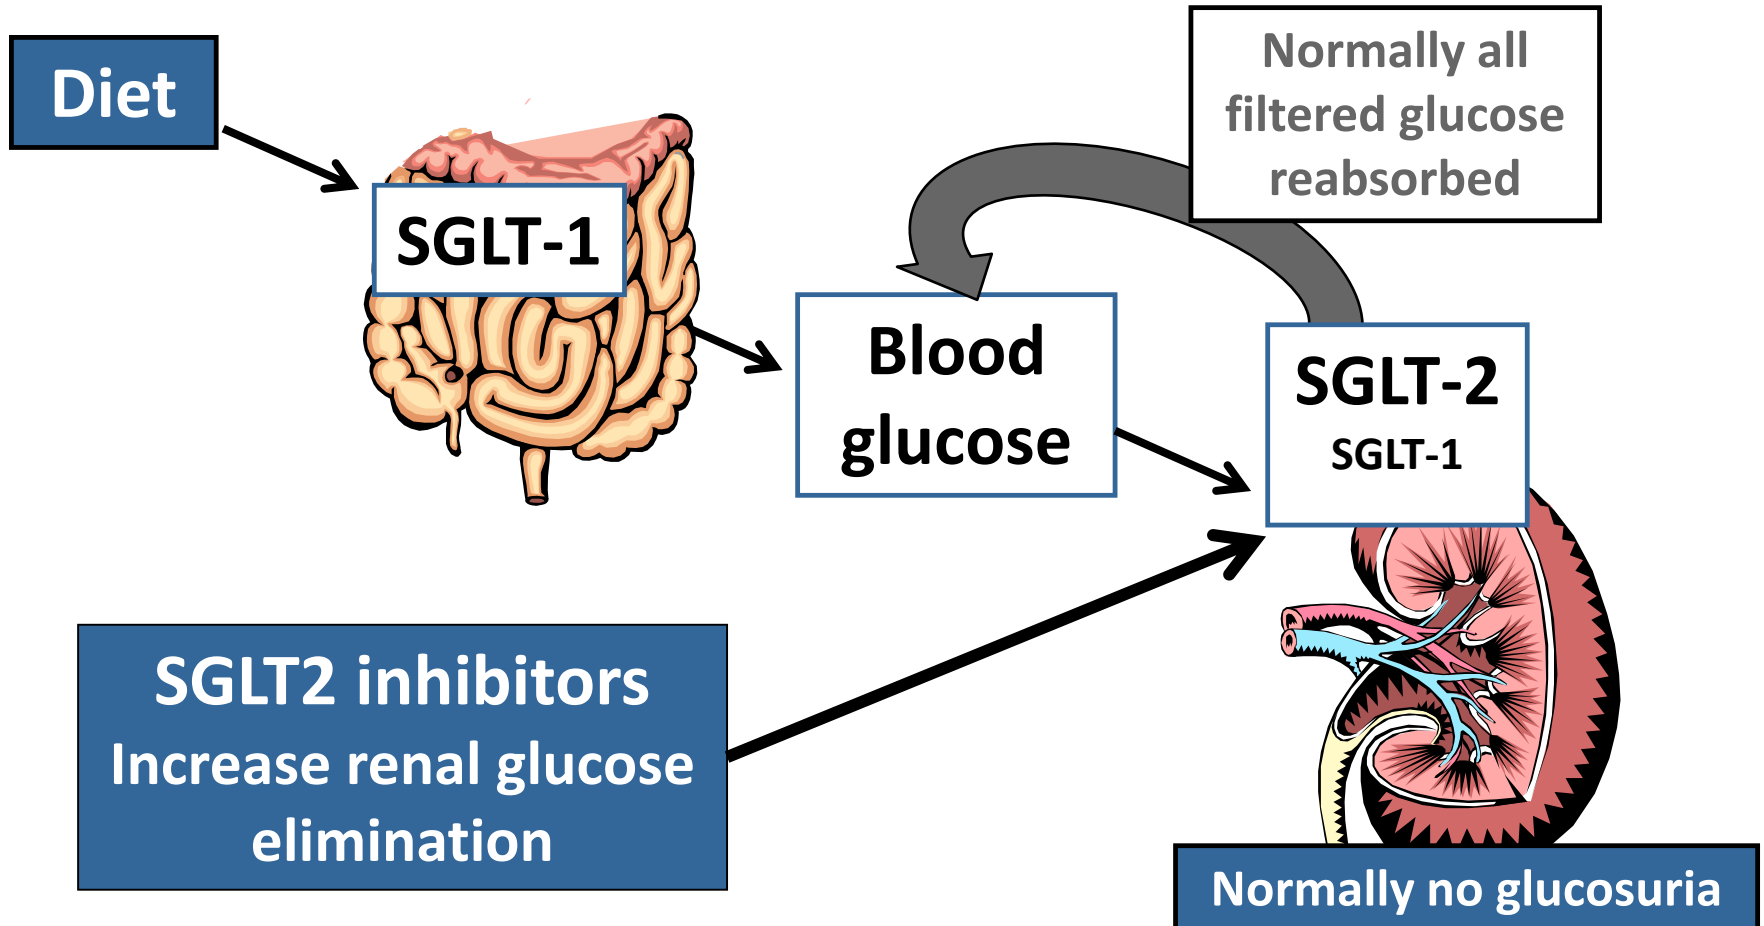 Diet
Normally all
filtered glucose
reabsorbed
SGLT-1
Blood
glucose
SGLT-2
SGLT-1
SGLT2 inhibitors
Increase renal glucose
elimination
Normally no glucosuria